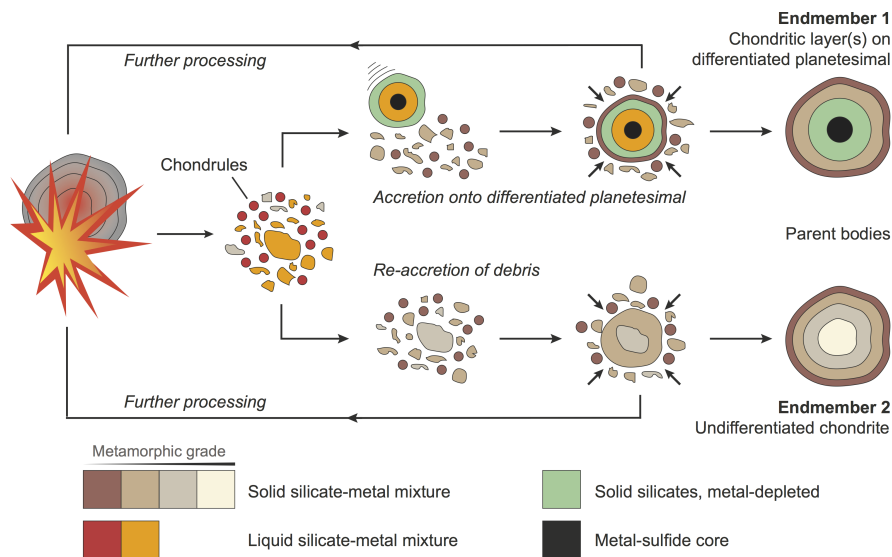 Endmember 1
Chondritic layer(s) on
differentiated planetesimal
Further processing
Chondrules
Accretion onto differentiated planetesimal
Parent bodies
Re-accretion of debris
Further processing
Endmember 2
Undifferentiated chondrite
Metamorphic grade
Solid silicate-metal mixture
Solid silicates, metal-depleted
Liquid silicate-metal mixture
Metal-sulfide core